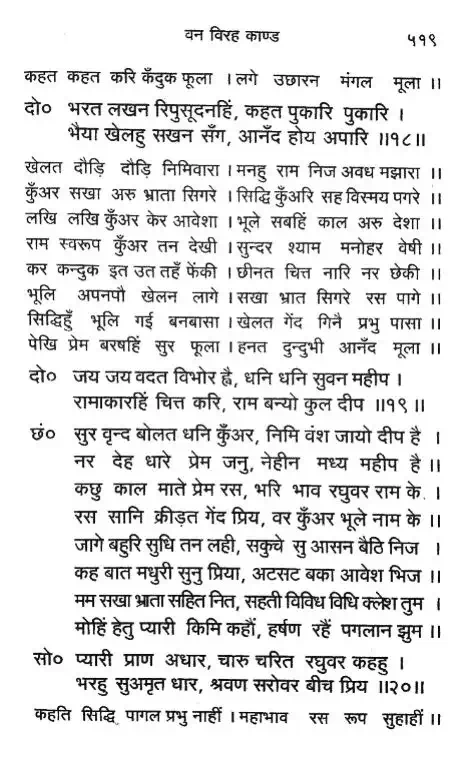 वन विरह काण्ड ५१९
कहत कहत करि कँदुक फूला । लगे उछारन मंगल मूला ॥
दो० भरत लखन रिपुसूदनहिं, कहत पुकारि पुकारि ।
भैया खेलहु सखन सँग, आनँद होय अपारि ॥१८॥
खेलत दौड़ि दौड़ि निमिवारा । मनहु राम निज अवध मझारा ॥
कुँअर सखा अरु भ्राता सिगरे । सिद्धि कुँअरि सह विस्मय पगरे ॥
लखि लखि कुँअर केर आवेशा । भूले सबहिं काल अरु देशा ॥
राम स्वरूप कुँअर तन देखी । सुन्दर श्याम मनोहर वेषी ॥
कर कन्दुक इत उत तहँ फेंकी । छीनत चित्त नारि नर छेकी ॥
भूलि अपनपौ खेलन लागे । सखा भ्रात सिगरे रस पागे ॥
सिद्धिहुँ भूलि गई बनबासा । खेलत गेंद गिनै प्रभु पासा ॥
पेखि प्रेम बरषहिं सुर फूला । हनत दुन्दुभी आनँद मूला ॥
दो० जय जय वदत विभोर ह्वै, धनि धनि सुवन महीप ।
रामाकारहिं चित्त करि, राम बन्यो कुल दीप ॥१९॥
छं० सुर वृन्द बोलत धनि कुँअर, निमि वंश जायो दीप है ।
नर देह धारे प्रेम जनु, नेहीन मध्य महीप है ॥
कछु काल माते प्रेम रस, भरि भाव रघुवर राम के ।
रस सानि क्रीड़त गेंद प्रिय, वर कुँअर भूले नाम के ॥
जागे बहुरि सुधि तन लही, सकुचे सु आसन बैठि निज ।
कह बात मधुरी सुनु प्रिया, अटसट बका आवेश भिज ॥
मम सखा भ्राता सहित नित, सहती विविध विधि क्लेश तुम ।
मोहिं हेतु प्यारी किमि कहौं, हर्षण रहैं पगलान झुम ॥
सो० प्यारी प्राण अधार, चारु चरित रघुवर कहहु ।
भरहु सुअमृत धार, श्रवण सरोवर बीच प्रिय ॥२०॥
कहति सिद्धि पागल प्रभु नाहीं । महाभाव रस रूप सुहाहीं ॥